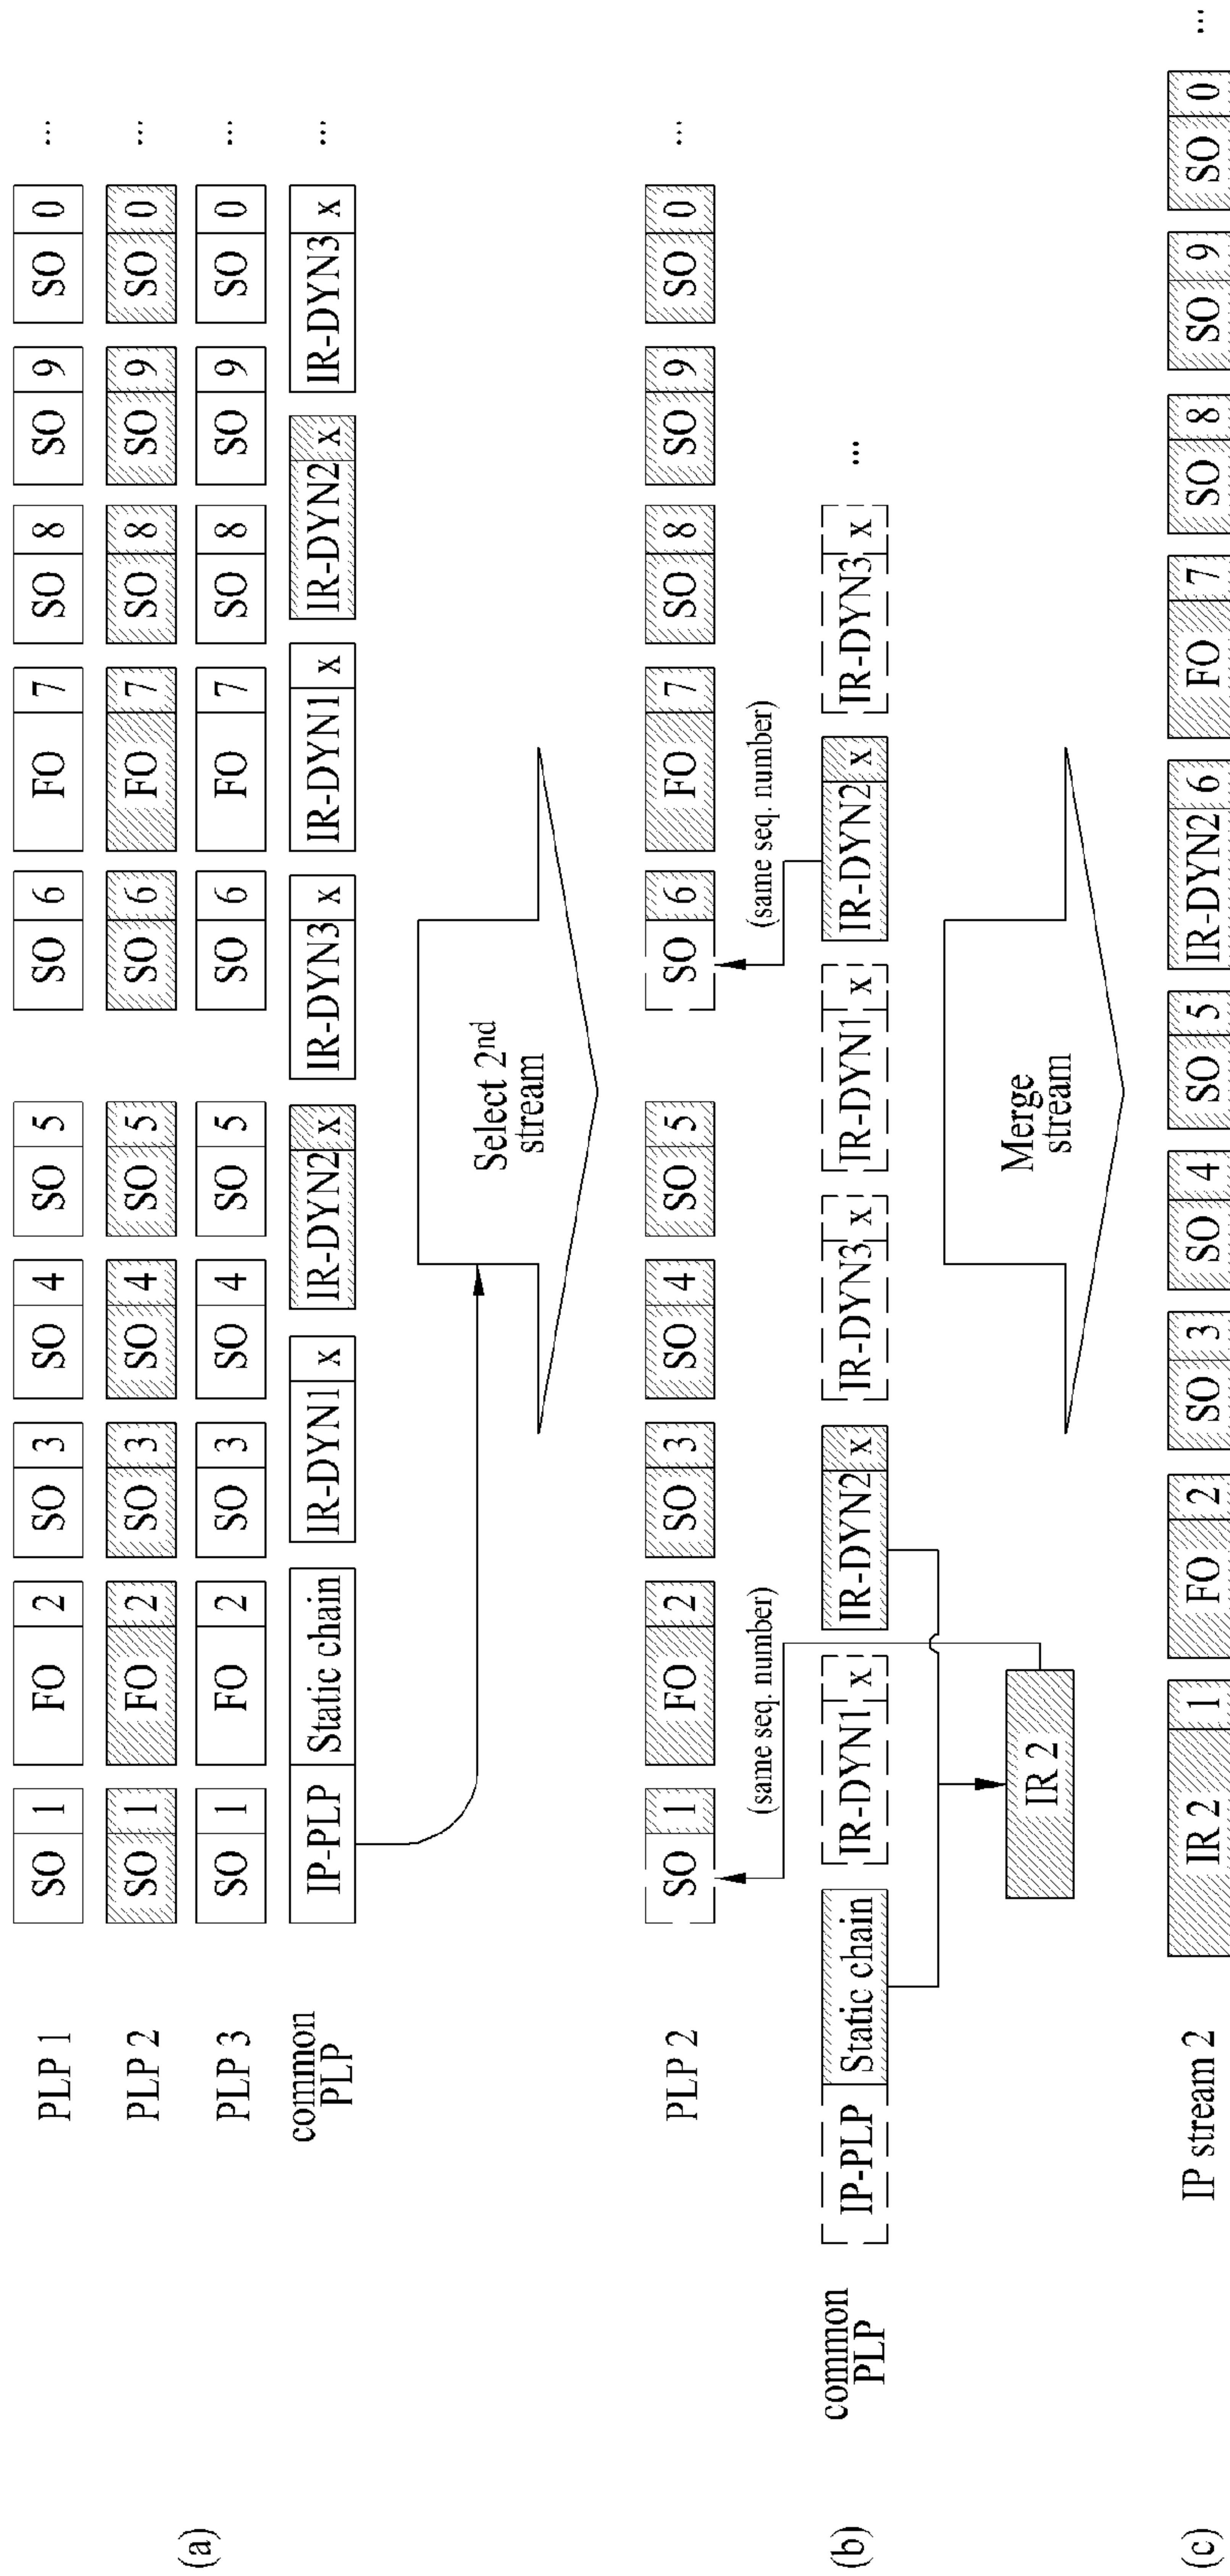 (a)
PLP 1 SO 1 FO 2 SO 3 SO 4 SO 5 SO 6 FO 7 SO 8 SO 9 SO 0 ...
PLP 2 SO 1 FO 2 SO 3 SO 4 SO 5 SO 6 FO 7 SO 8 SO 9 SO 0 ...
PLP 3 SO 1 FO 2 SO 3 SO 4 SO 5 SO 6 FO 7 SO 8 SO 9 SO 0 ...
common
PLP
IP-PLP Static chain IR-DYN1 x IR-DYN2 x IR-DYN3 x IR-DYN1 x IR-DYN2 x IR-DYN3 x ...
Select 2nd
stream
PLP 2 SO 1 FO 2 SO 3 SO 4 SO 5 SO 6 FO 7 SO 8 SO 9 SO 0 ...
(same seq. number) (same seq. number)
(b)
common
PLP
IP-PLP Static chain IR-DYN1 x IR-DYN2 x IR-DYN3 x IR-DYN1 x IR-DYN2 x IR-DYN3 x ...
IR 2
Merge
stream
(c)
IP stream 2 IR 2 1 FO 2 SO 3 SO 4 SO 5 IR-DYN2 6 FO 7 SO 8 SO 9 SO 0 ...